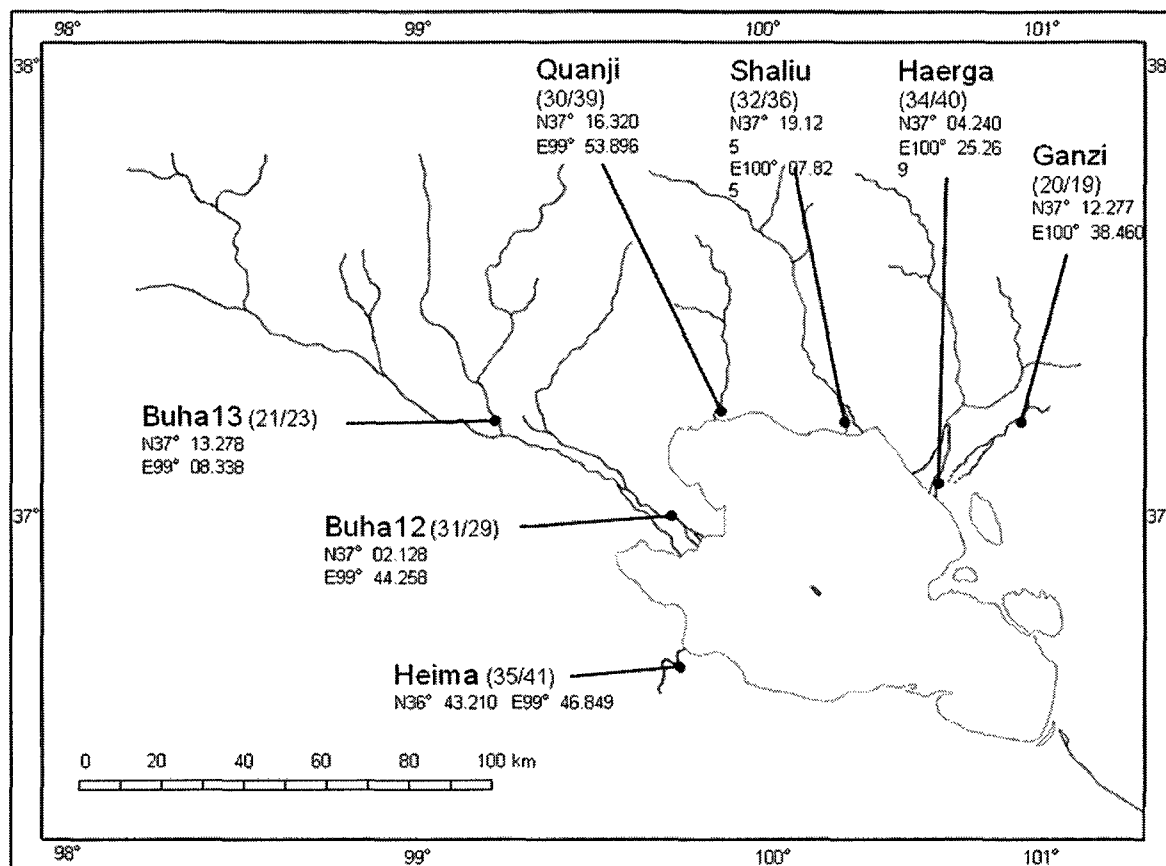 98° 99° 100° 101°
38° 38°
Quanji
(30/39)
N37° 16.320
E99° 53.896
Shaliu
(32/36)
N37° 19.12
5
E100° 07.82
5
Haerga
(34/40)
N37° 04.240
E100° 25.26
9
Ganzi
(20/19)
N37° 12.277
E100° 38.460
Buha13 (21/23)
N37° 13.278
E99° 08.338
37° 37°
Buha12 (31/29)
N37° 02.128
E99° 44.258
Heima (35/41)
N36° 43.210 E99° 46.849
0 20 40 60 80 100 km
98° 99° 100° 101°